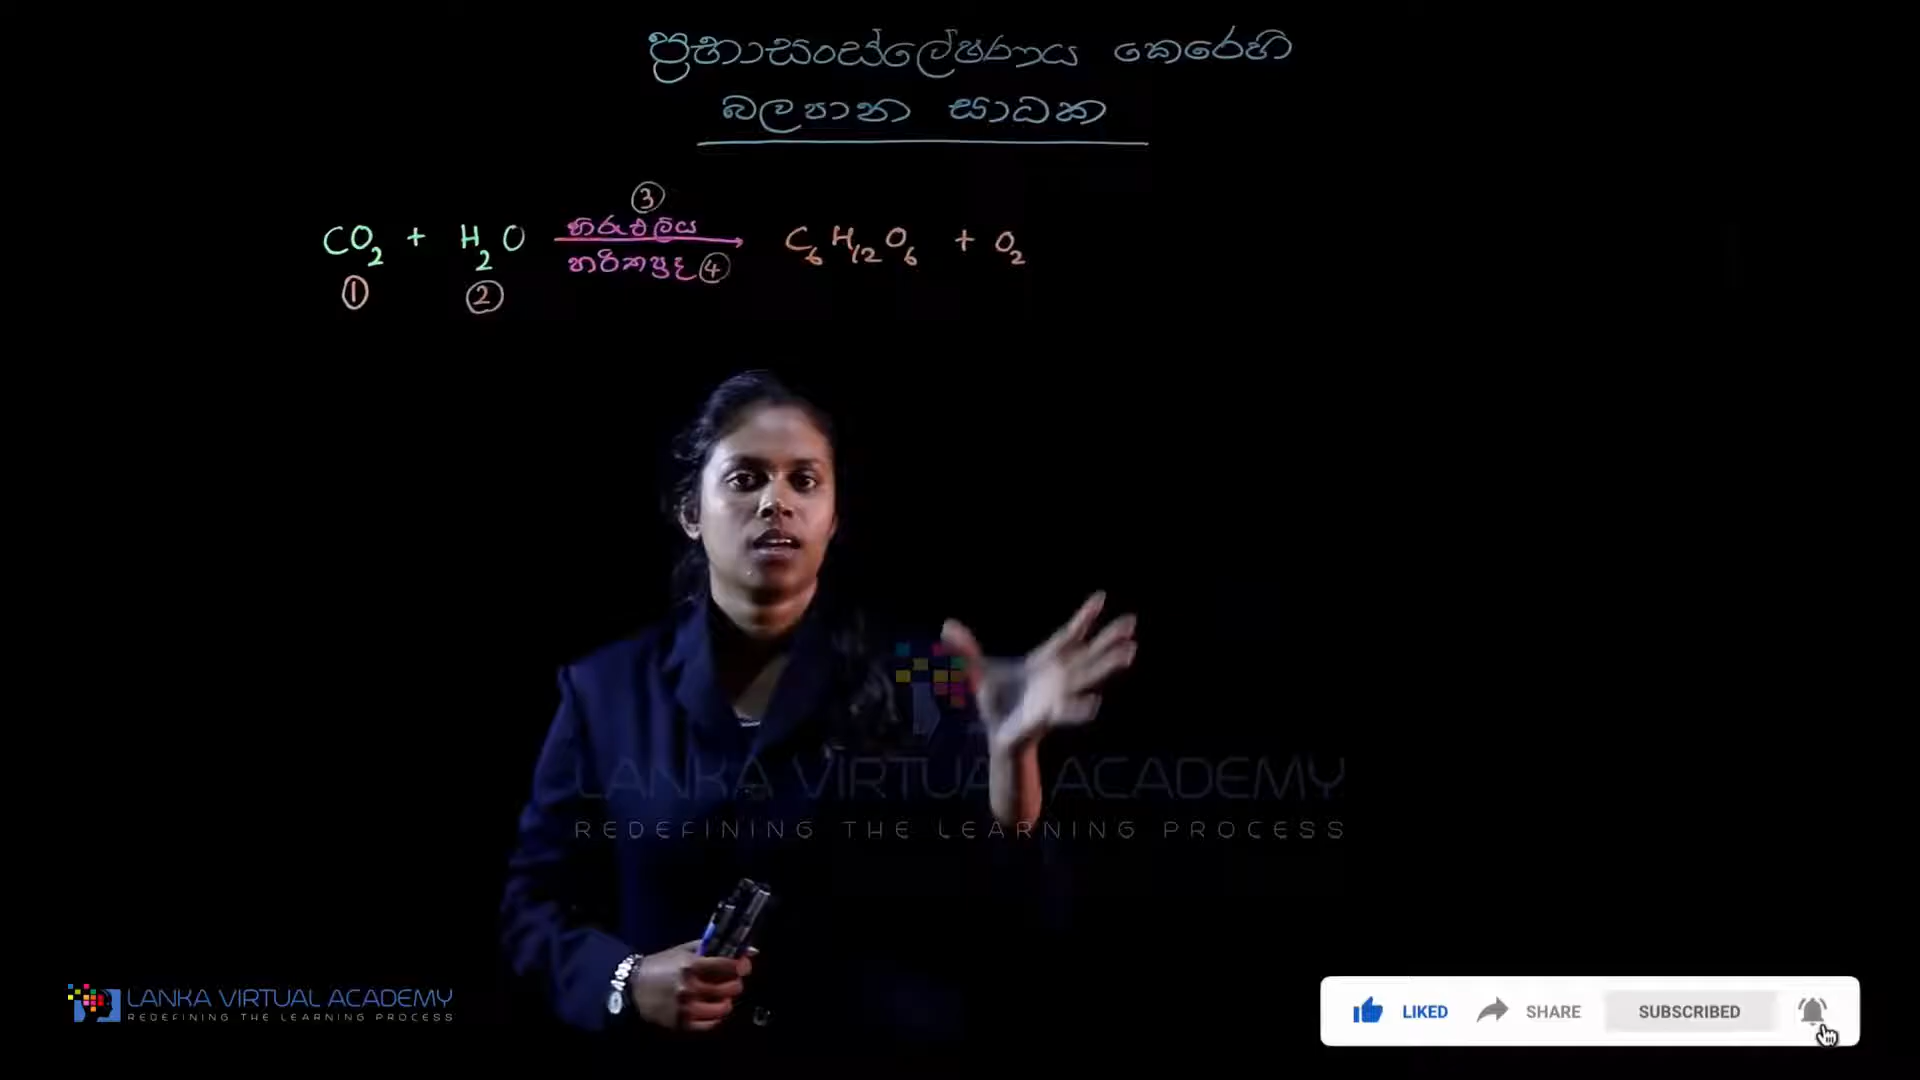 ප්‍රභාසංස්ලේෂණය කෙරෙහි
බලපාන සාධක
③
CO₂ + H₂O හිරුඑලිය C₆H₁₂O₆ + O₂
හරිතප්‍රද ④
① ②
LANKA VIRTUAL ACADEMY
REDEFINING THE LEARNING PROCESS
LANKA VIRTUAL ACADEMY
REDEFINING THE LEARNING PROCESS
LIKED SHARE SUBSCRIBED